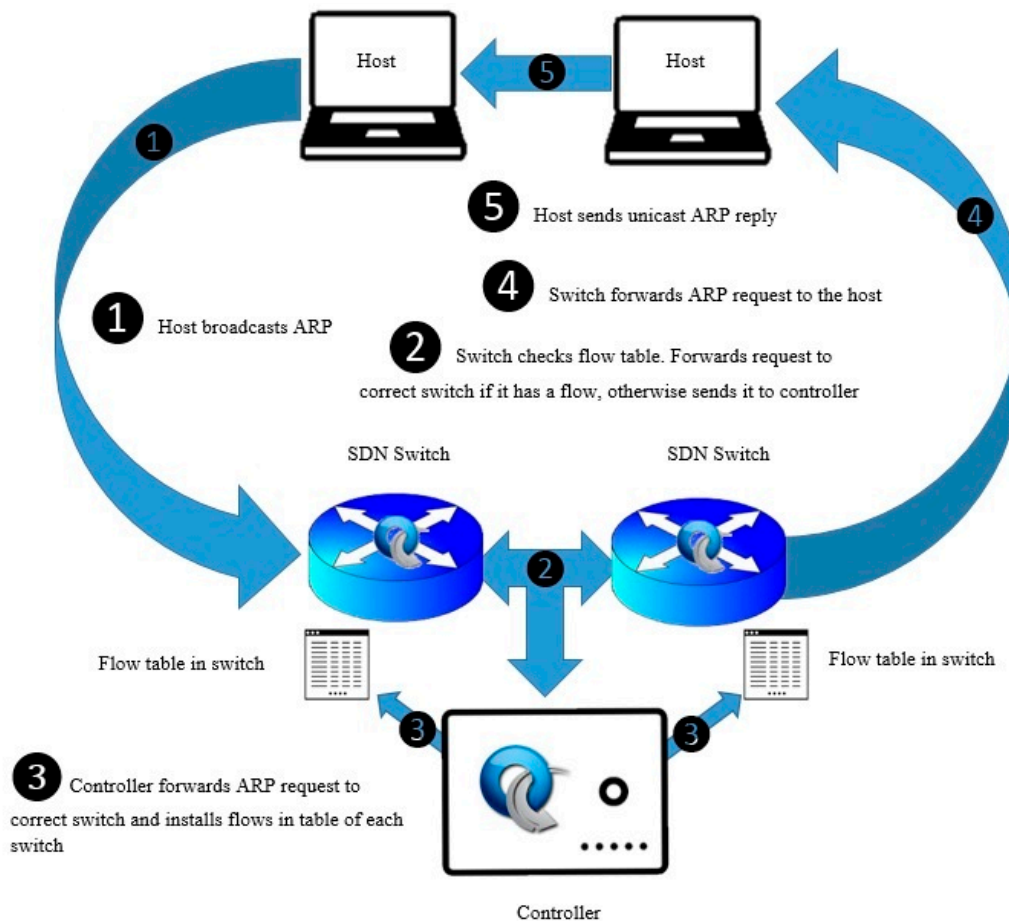 Host
Host
5
1
4
5 Host sends unicast ARP reply
4 Switch forwards ARP request to the host
1 Host broadcasts ARP
2 Switch checks flow table. Forwards request to
correct switch if it has a flow, otherwise sends it to controller
SDN Switch
SDN Switch
2
Flow table in switch
Flow table in switch
3
3
3 Controller forwards ARP request to
correct switch and installs flows in table of each
switch
Controller